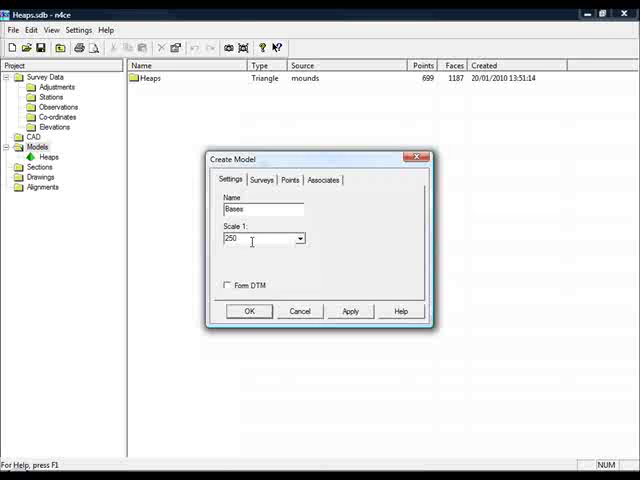 Heaps.sdb - n4ce
File Edit View Settings Help
Project
Name Type Source Points Faces Created
Survey Data
Heaps Triangle mounds 699 1187 20/01/2010 13:51:14
Adjustments
Stations
Observations
Co-ordinates
Elevations
CAD
Models
Heaps
Sections
Drawings
Alignments
Create Model
Settings Surveys Points Associates
Name
Bases
Scale 1:
250
Form DTM
OK Cancel Apply Help
For Help, press F1 NUM